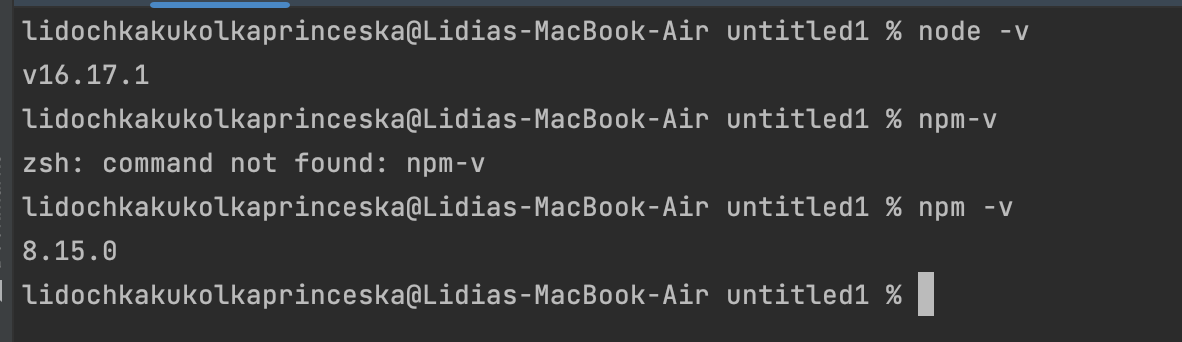 lidochkakukolkaprinceska@Lidias-MacBook-Air untitled1 % node -v
v16.17.1
lidochkakukolkaprinceska@Lidias-MacBook-Air untitled1 % npm-v
zsh: command not found: npm-v
lidochkakukolkaprinceska@Lidias-MacBook-Air untitled1 % npm -v
8.15.0
lidochkakukolkaprinceska@Lidias-MacBook-Air untitled1 %